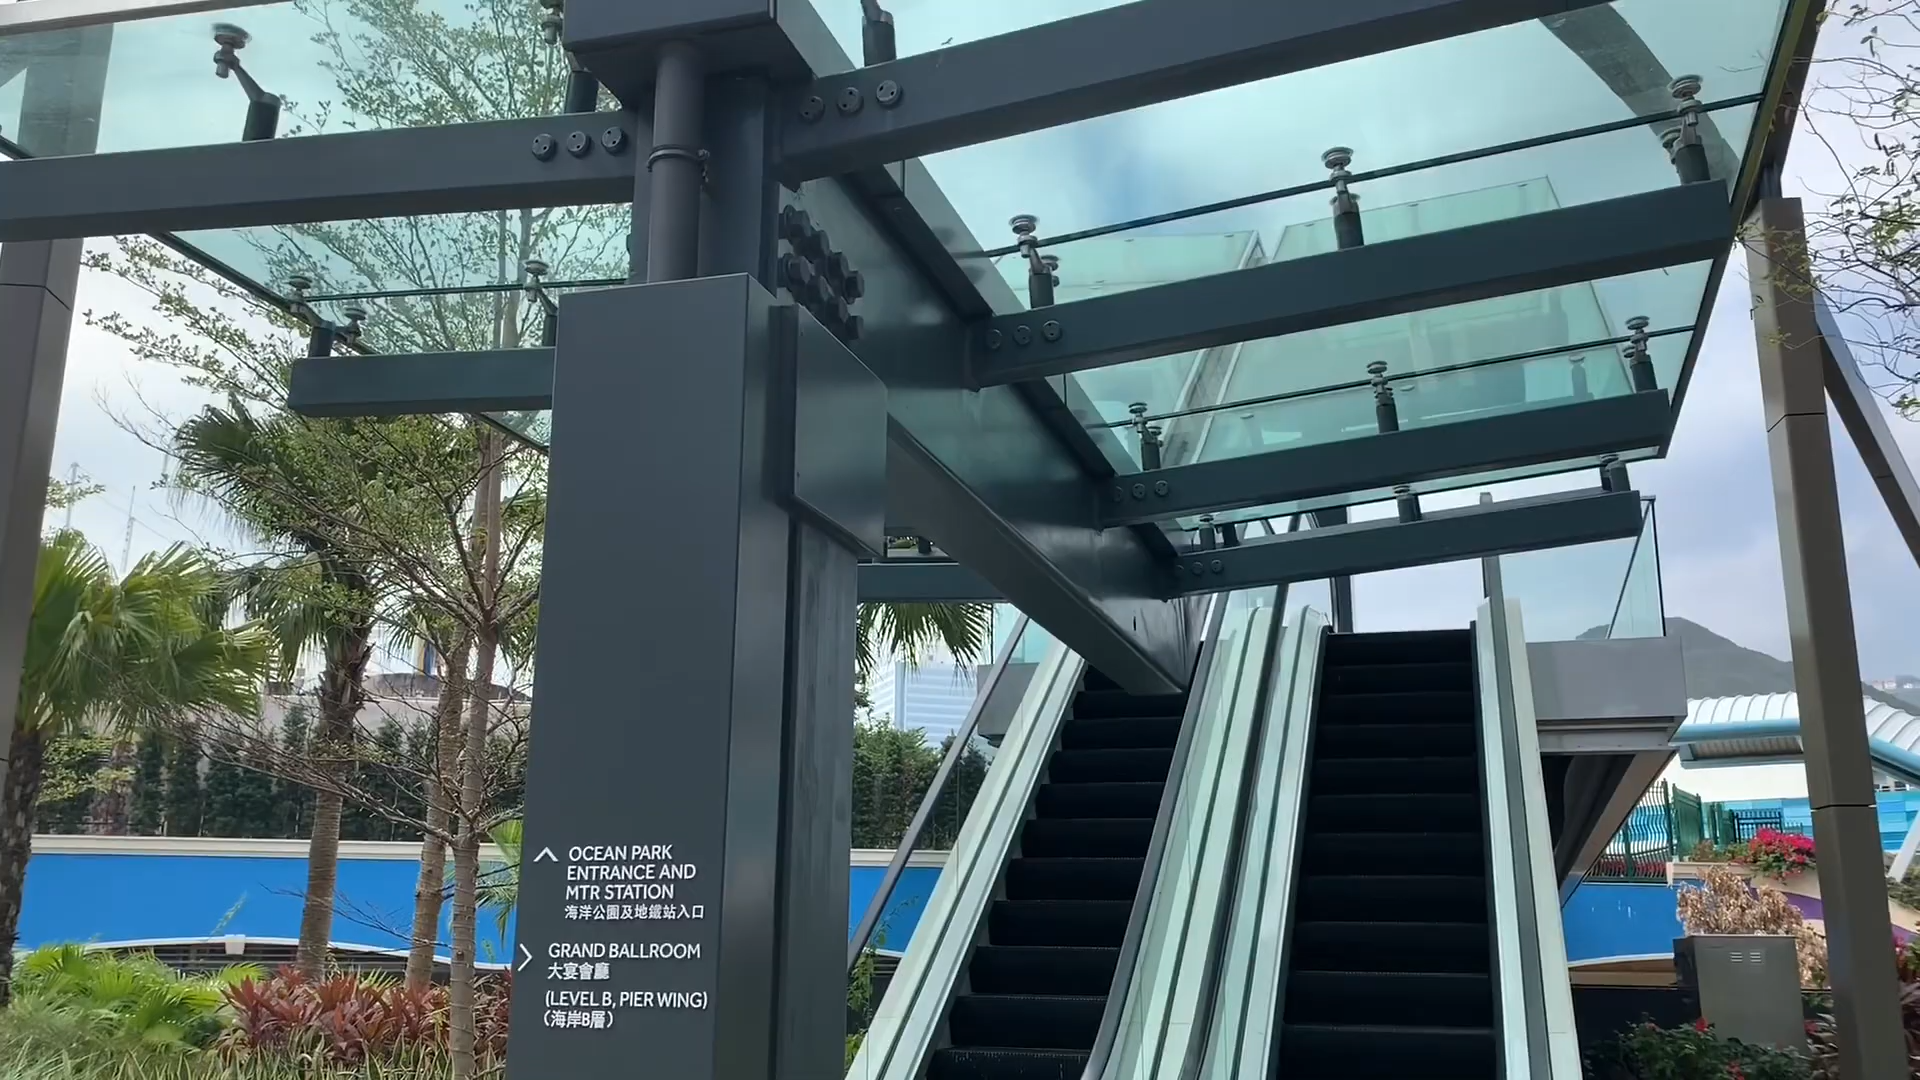 OCEAN PARK
ENTRANCE AND
MTR STATION
海洋公園及地鐵站入口
GRAND BALLROOM
大宴會廳
(LEVEL B, PIER WING)
(海岸B層)